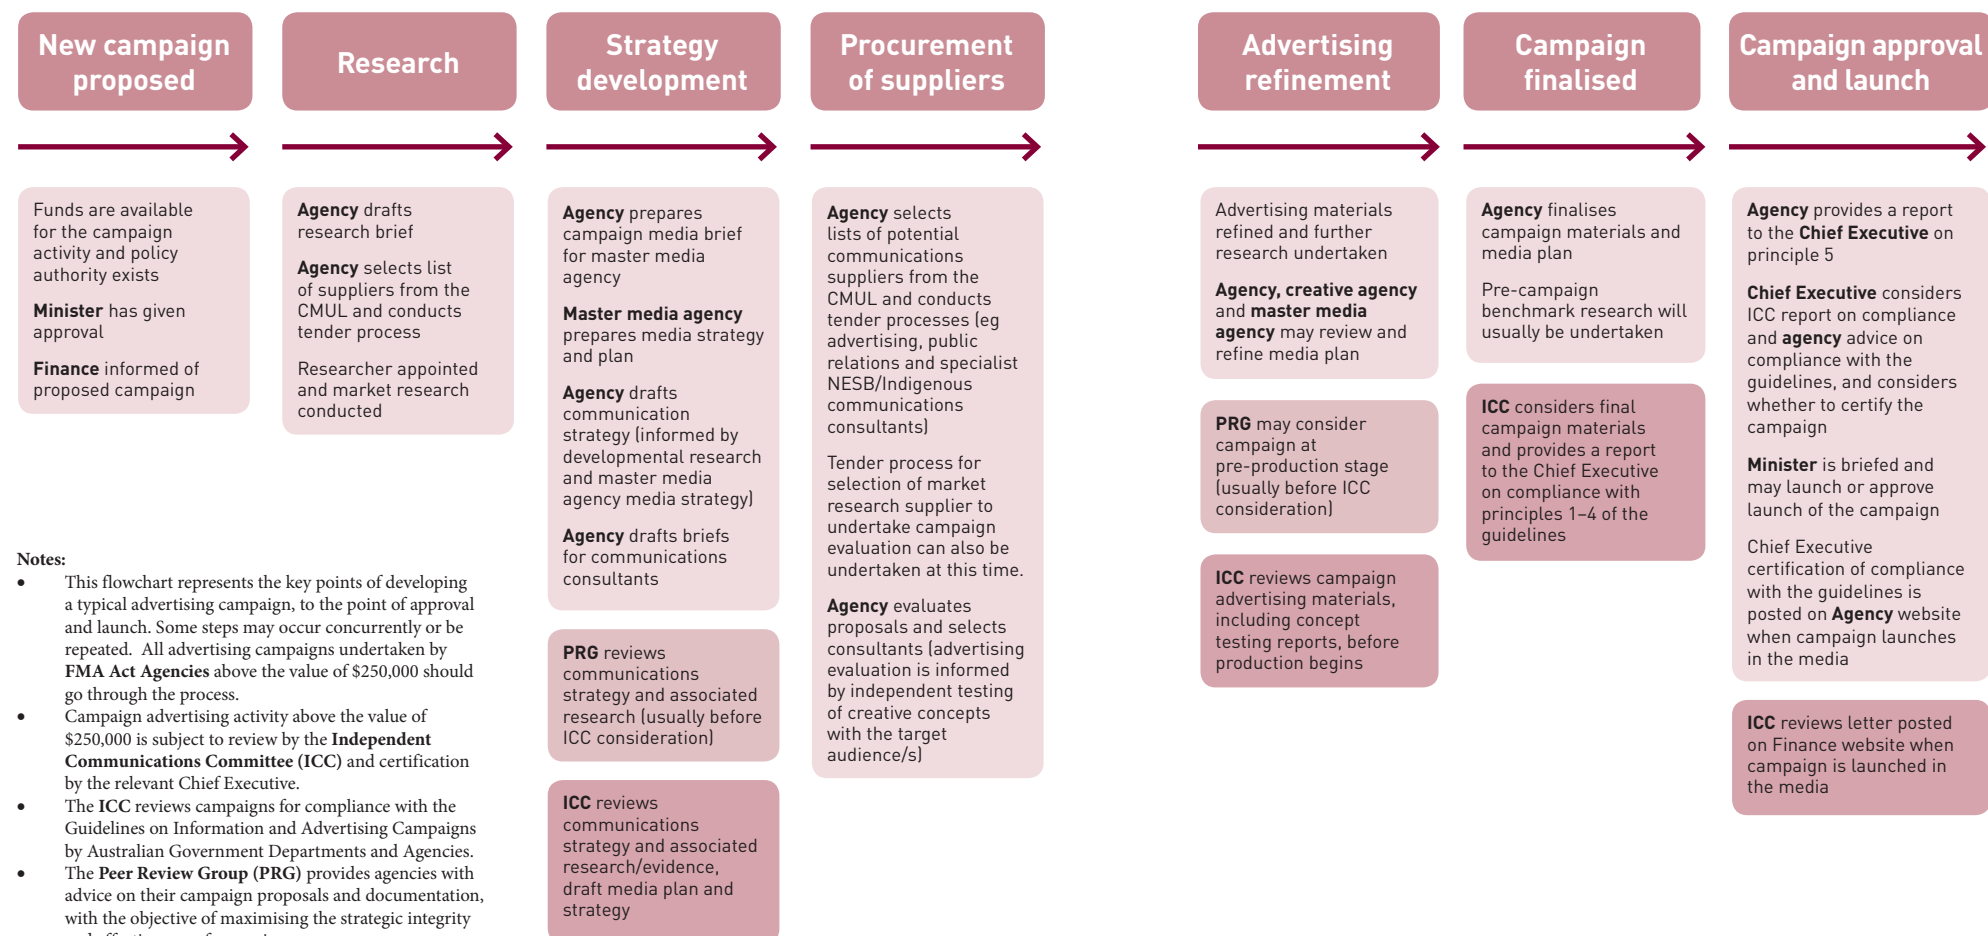 New campaign
proposed
Funds are available
for the campaign
activity and policy
authority exists
Minister has given
approval
Finance informed of
proposed campaign
Research
Agency drafts
research brief
Agency selects list
of suppliers from the
CMUL and conducts
tender process
Researcher appointed
and market research
conducted
Strategy
development
Agency prepares
campaign media brief
for master media
agency
Master media agency
prepares media strategy
and plan
Agency drafts
communication
strategy (informed by
developmental research
and master media
agency media strategy)
Agency drafts briefs
for communications
consultants
PRG reviews
communications
strategy and associated
research (usually before
ICC consideration)
ICC reviews
communications
strategy and associated
research/evidence,
draft media plan and
strategy
Procurement
of suppliers
Agency selects
lists of potential
communications
suppliers from the
CMUL and conducts
tender processes (eg
advertising, public
relations and specialist
NESB/Indigenous
communications
consultants)
Tender process for
selection of market
research supplier to
undertake campaign
evaluation can also be
undertaken at this time.
Agency evaluates
proposals and selects
consultants (advertising
evaluation is informed
by independent testing
of creative concepts
with the target
audience/s)
Advertising
refinement
Advertising materials
refined and further
research undertaken
Agency, creative agency
and master media
agency may review and
refine media plan
PRG may consider
campaign at
pre-production stage
(usually before ICC
consideration)
ICC reviews campaign
advertising materials,
including concept
testing reports, before
production begins
Campaign
finalised
Agency finalises
campaign materials and
media plan
Pre-campaign
benchmark research will
usually be undertaken
ICC considers final
campaign materials
and provides a report
to the Chief Executive
on compliance with
principles 1–4 of the
guidelines
Campaign approval
and launch
Agency provides a report
to the Chief Executive on
principle 5
Chief Executive considers
ICC report on compliance
and agency advice on
compliance with the
guidelines, and considers
whether to certify the
campaign
Minister is briefed and
may launch or approve
launch of the campaign
Chief Executive
certification of compliance
with the guidelines is
posted on Agency website
when campaign launches
in the media
ICC reviews letter posted
on Finance website when
campaign is launched in
the media
Notes:
• This flowchart represents the key points of developing
a typical advertising campaign, to the point of approval
and launch. Some steps may occur concurrently or be
repeated. All advertising campaigns undertaken by
FMA Act Agencies above the value of $250,000 should
go through the process.
• Campaign advertising activity above the value of
$250,000 is subject to review by the Independent
Communications Committee (ICC) and certification
by the relevant Chief Executive.
• The ICC reviews campaigns for compliance with the
Guidelines on Information and Advertising Campaigns
by Australian Government Departments and Agencies.
• The Peer Review Group (PRG) provides agencies with
advice on their campaign proposals and documentation,
with the objective of maximising the strategic integrity